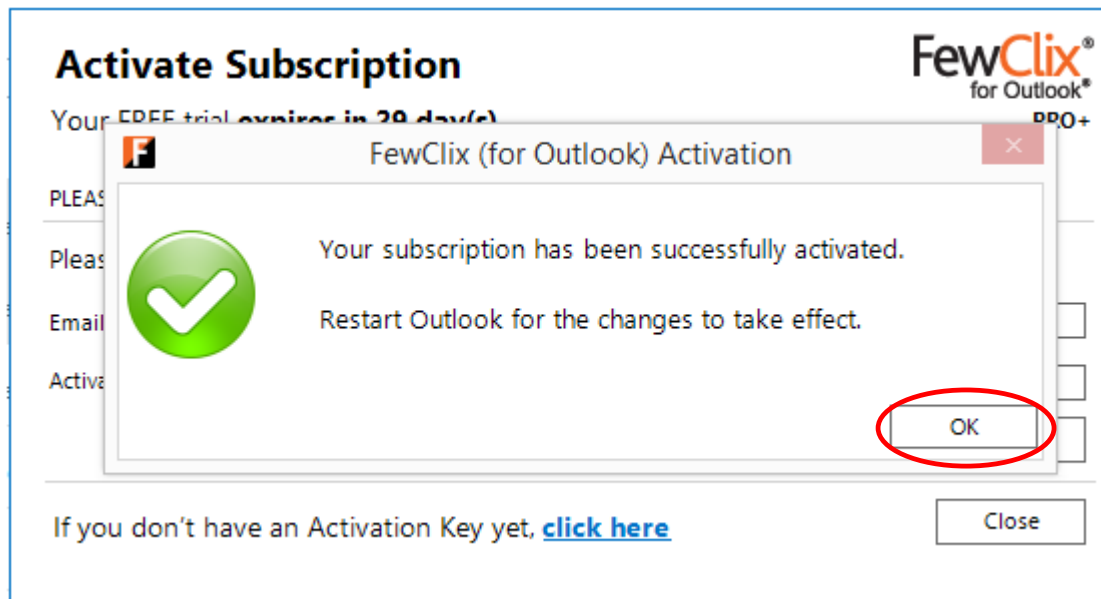 Activate Subscription
FewClix®
for Outlook®
PRO+
Your FREE trial expires in 29 day(s)
FewClix (for Outlook) Activation
PLEAS
Pleas
Your subscription has been successfully activated.
Email
Restart Outlook for the changes to take effect.
Activa
OK
If you don't have an Activation Key yet, click here
Close